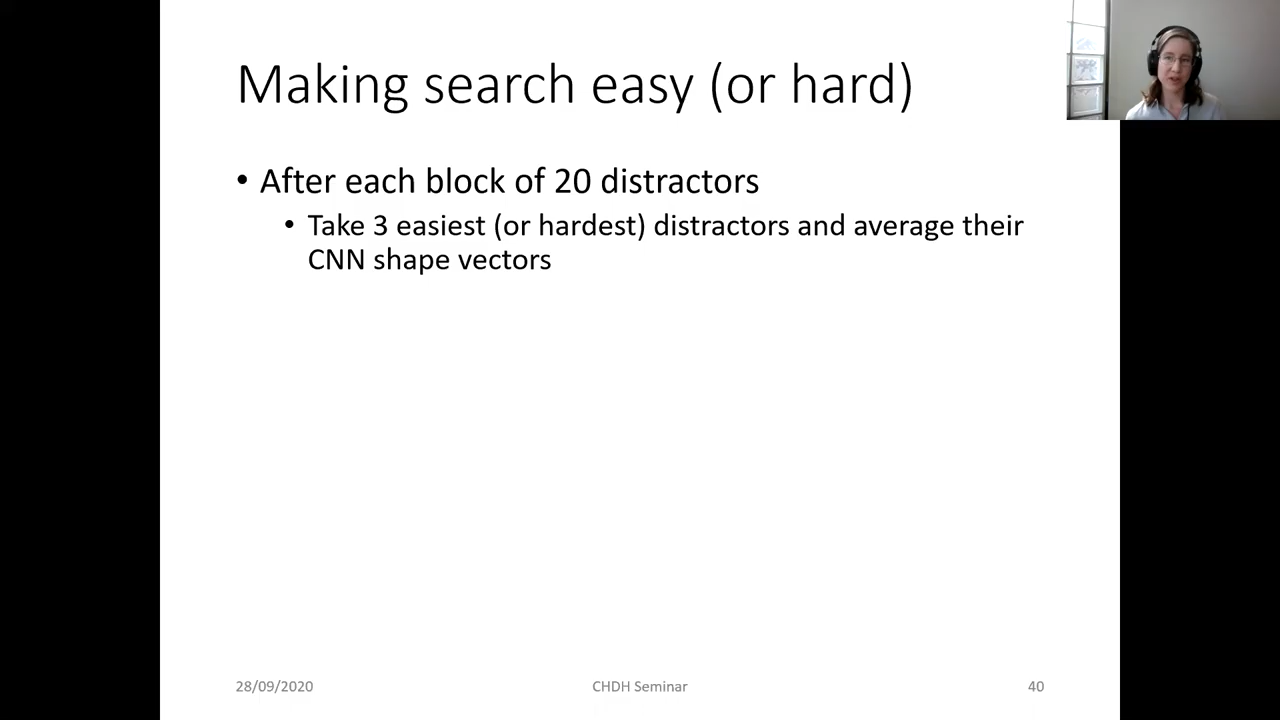 Making search easy (or hard)
• After each block of 20 distractors
• Take 3 easiest (or hardest) distractors and average their
CNN shape vectors
28/09/2020
CHDH Seminar
40